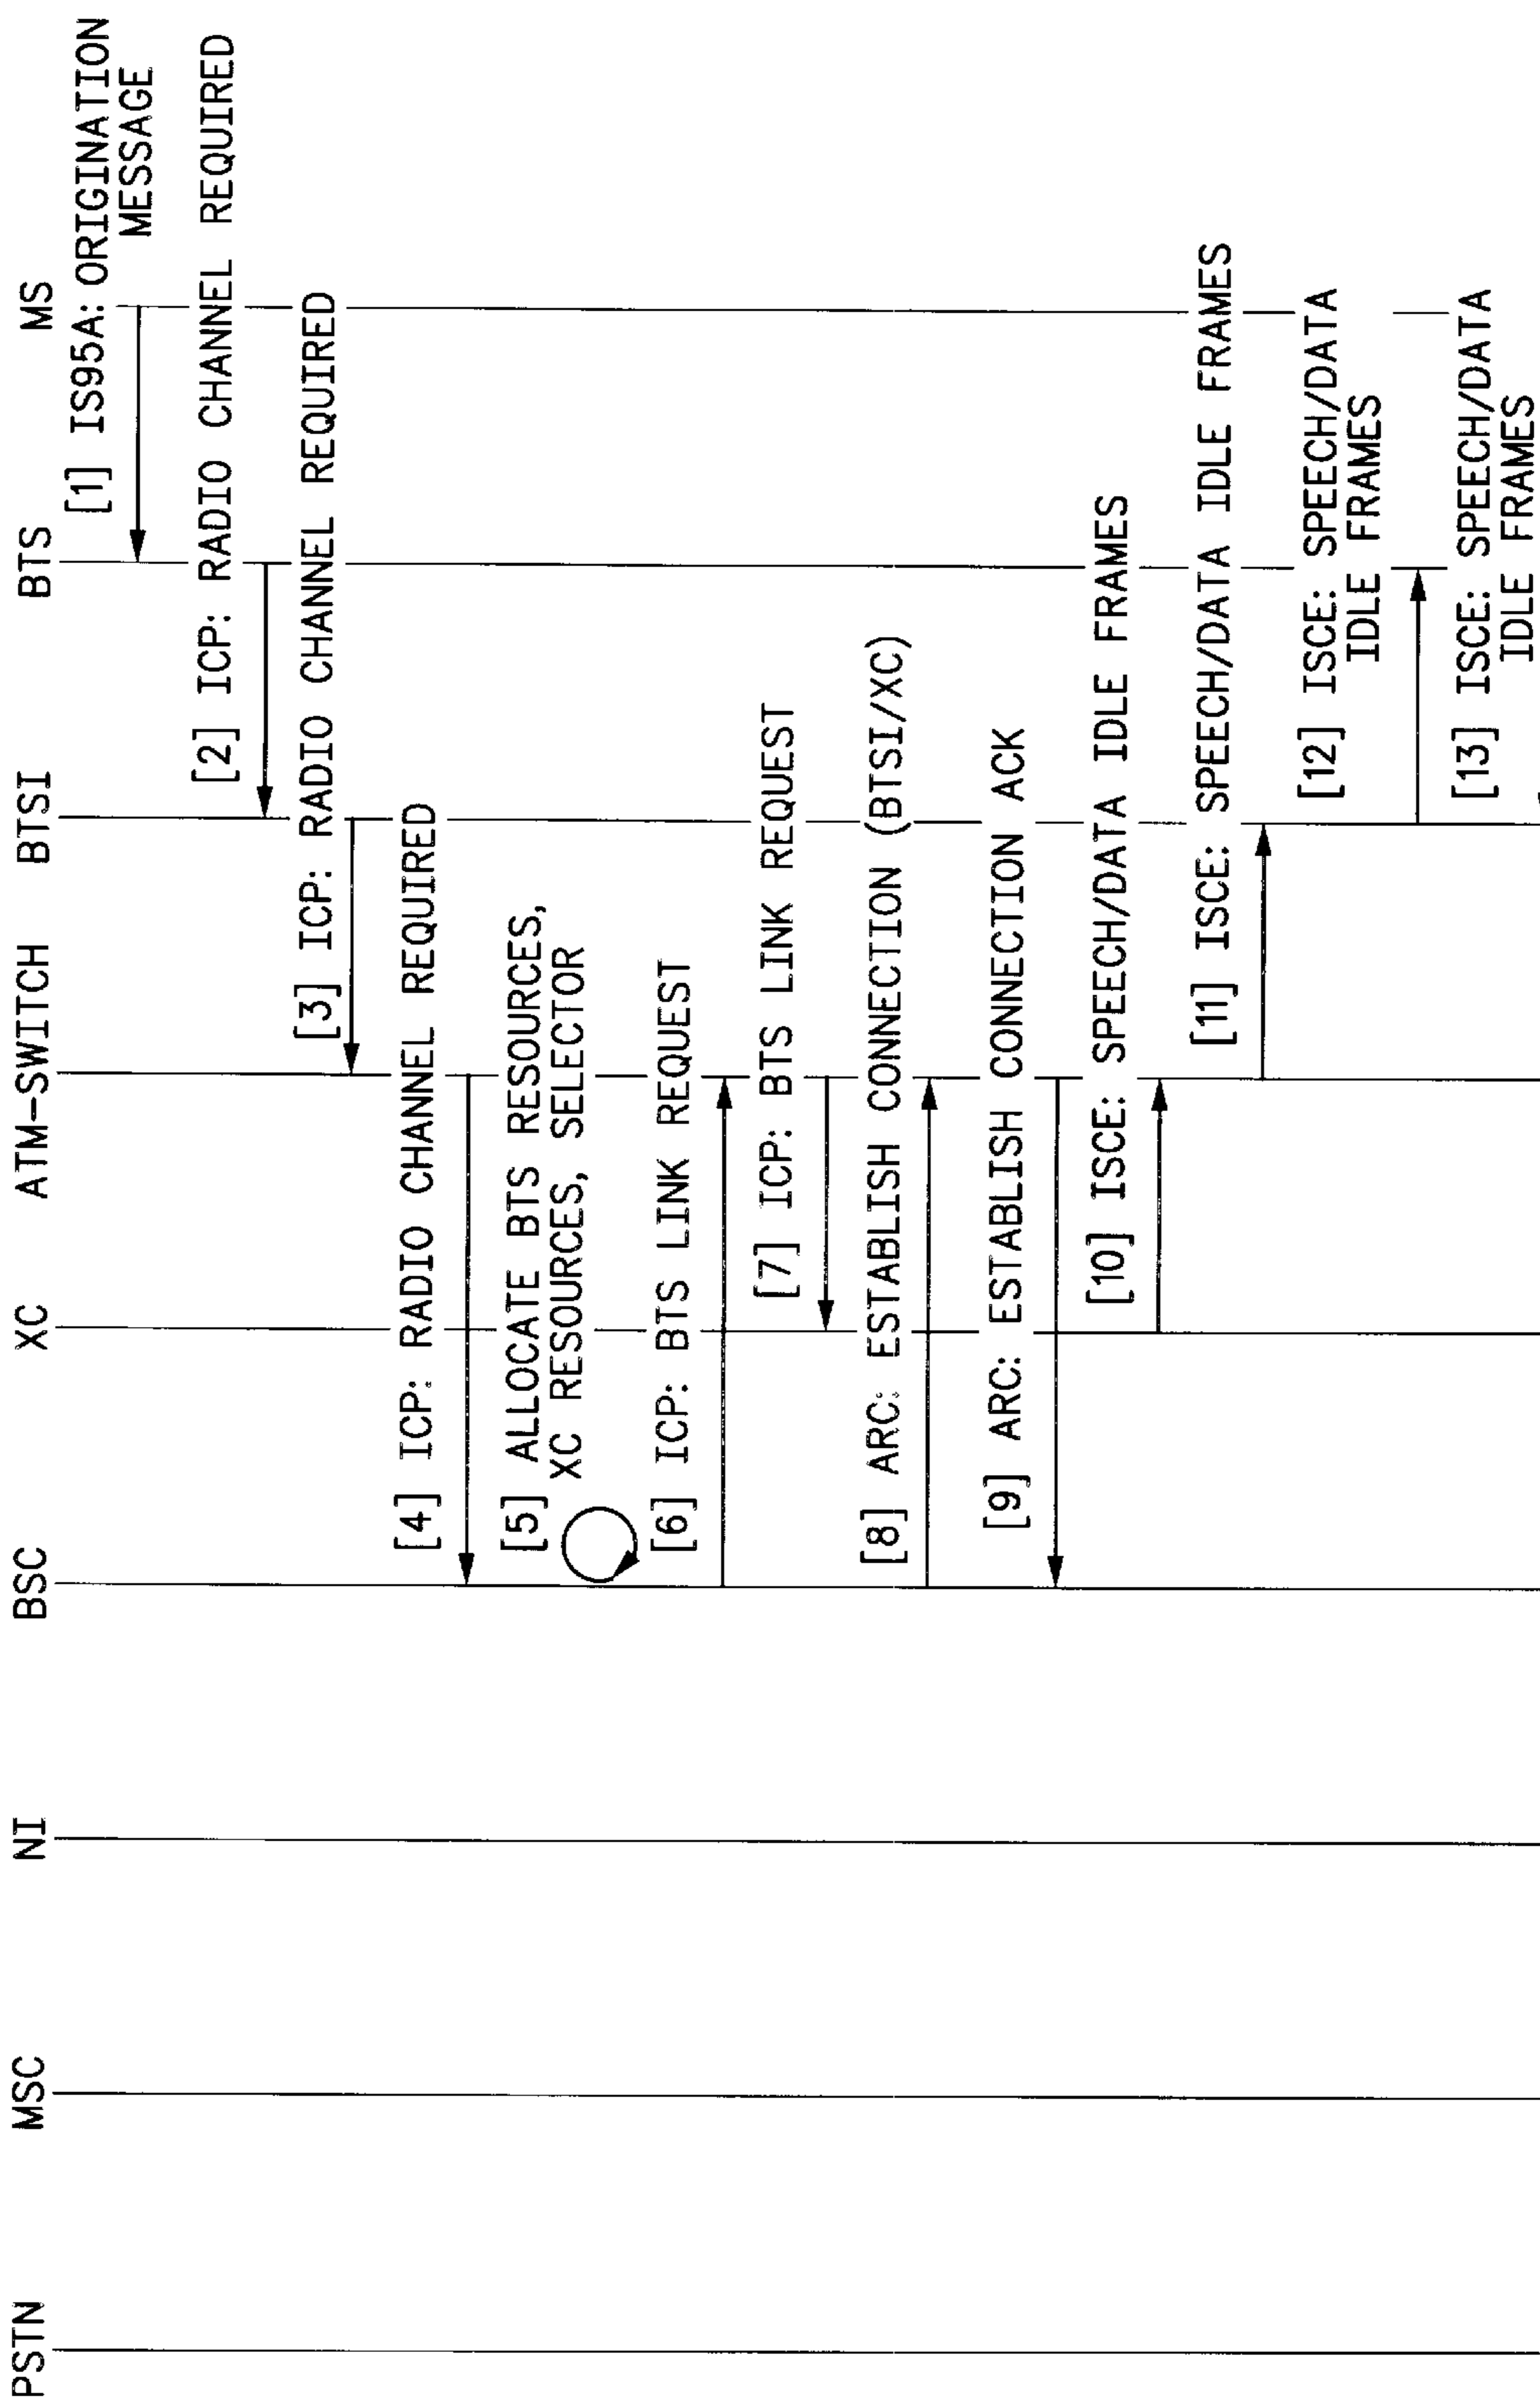 PSTN MSC NI BSC XC ATM-SWITCH BTSI BTS MS
[1] IS95A: ORIGINATION
MESSAGE
[2] ICP: RADIO CHANNEL REQUIRED
[3] ICP: RADIO CHANNEL REQUIRED
[4] ICP: RADIO CHANNEL REQUIRED
[5] ALLOCATE BTS RESOURCES,
XC RESOURCES, SELECTOR
[6] ICP: BTS LINK REQUEST
[7] ICP: BTS LINK REQUEST
[8] ARC: ESTABLISH CONNECTION (BTSI/XC)
[9] ARC: ESTABLISH CONNECTION ACK
[10] ISCE: SPEECH/DATA IDLE FRAMES
[11] ISCE: SPEECH/DATA IDLE FRAMES
[12] ISCE: SPEECH/DATA
IDLE FRAMES
[13] ISCE: SPEECH/DATA
IDLE FRAMES